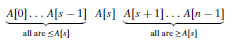 A[0] . . . A[s − 1] A[s] A[s + 1] . . . A[n − 1]
all are ≤A[s] all are ≥A[s]